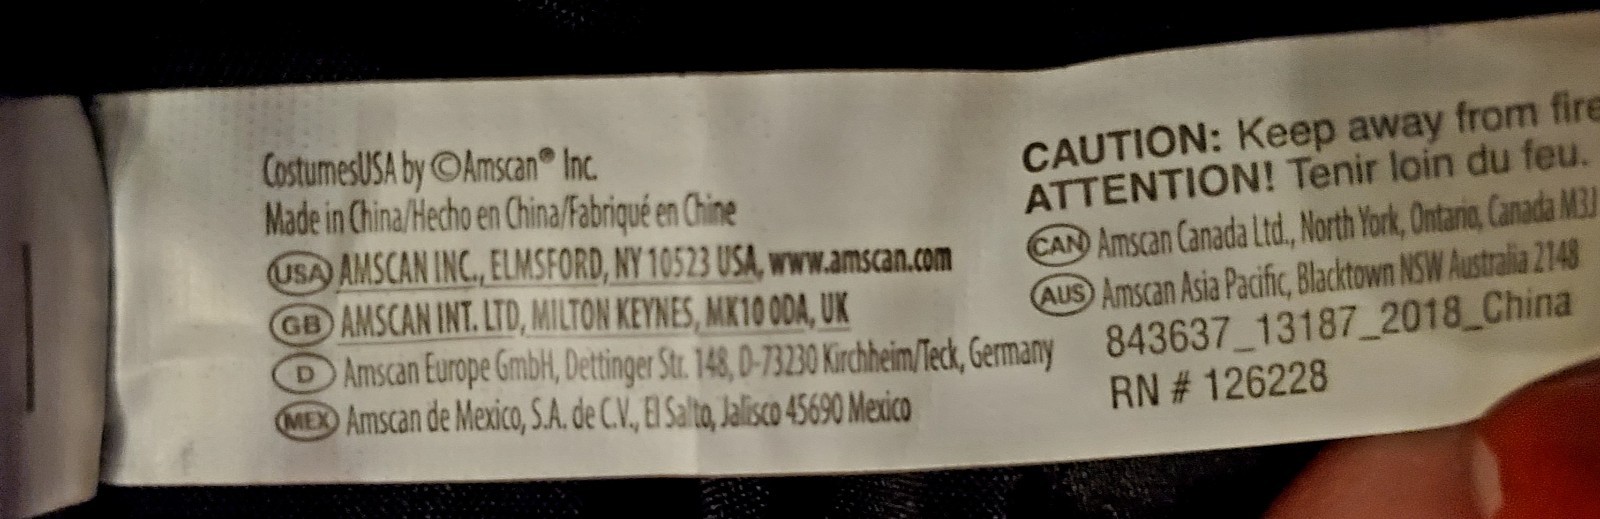 CostumesUSA by ©Amscan® Inc.
Made in China/Hecho en China/Fabriqué en Chine
USA AMSCAN INC., ELMSFORD, NY 10523 USA, www.amscan.com
GB AMSCAN INT. LTD, MILTON KEYNES, MK10 0DA, UK
D Amscan Europe GmbH, Dettinger Str. 148, D-73230 Kirchheim/Teck, Germany
MEX Amscan de Mexico, S.A. de C.V., El Salto, Jalisco 45690 Mexico
CAUTION: Keep away from fire
ATTENTION! Tenir loin du feu.
CAN Amscan Canada Ltd., North York, Ontario, Canada M3J
AUS Amscan Asia Pacific, Blacktown NSW Australia 2148
843637_13187_2018_China
RN # 126228